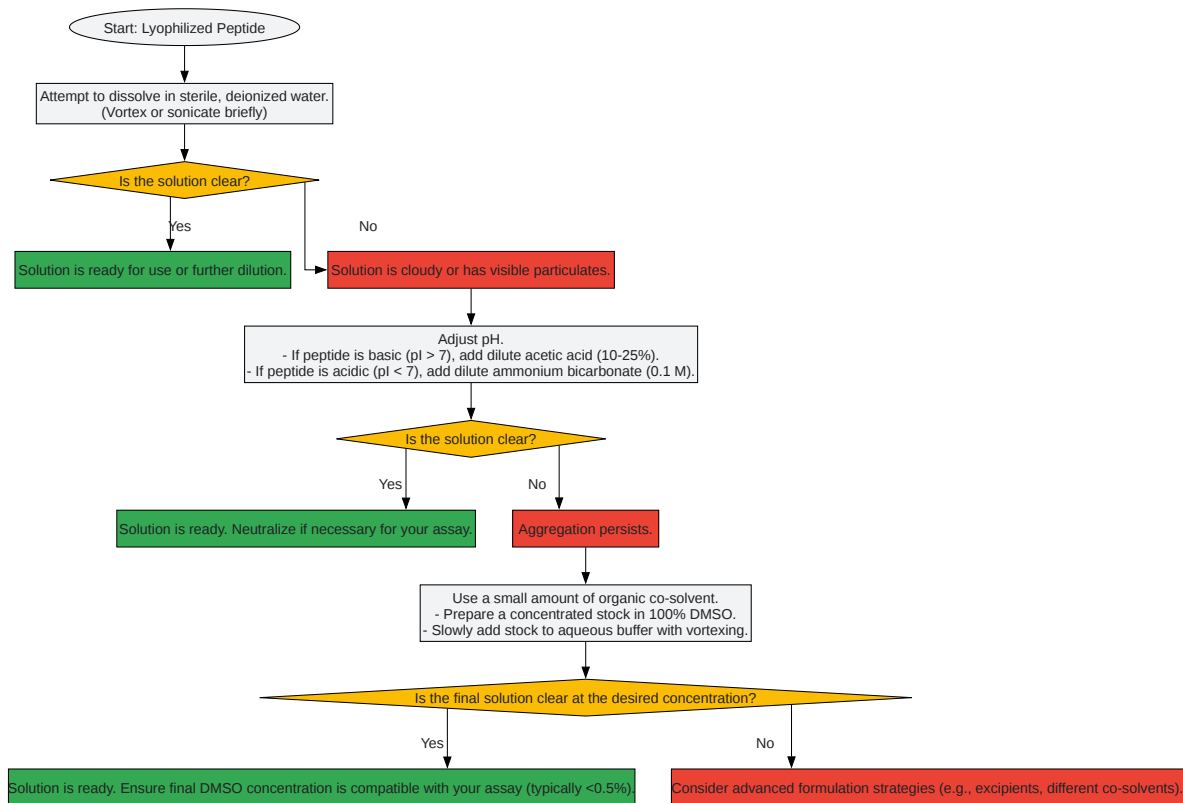 Start: Lyophilized Peptide
Attempt to dissolve in sterile, deionized water.
(Vortex or sonicate briefly)
Is the solution clear?
Yes
No
Solution is ready for use or further dilution.
Solution is cloudy or has visible particulates.
Adjust pH.
- If peptide is basic (pI > 7), add dilute acetic acid (10-25%).
- If peptide is acidic (pI < 7), add dilute ammonium bicarbonate (0.1 M).
Is the solution clear?
Yes
No
Solution is ready. Neutralize if necessary for your assay.
Aggregation persists.
Use a small amount of organic co-solvent.
- Prepare a concentrated stock in 100% DMSO.
- Slowly add stock to aqueous buffer with vortexing.
Is the final solution clear at the desired concentration?
Yes
No
Solution is ready. Ensure final DMSO concentration is compatible with your assay (typically <0.5%).
Consider advanced formulation strategies (e.g., excipients, different co-solvents).